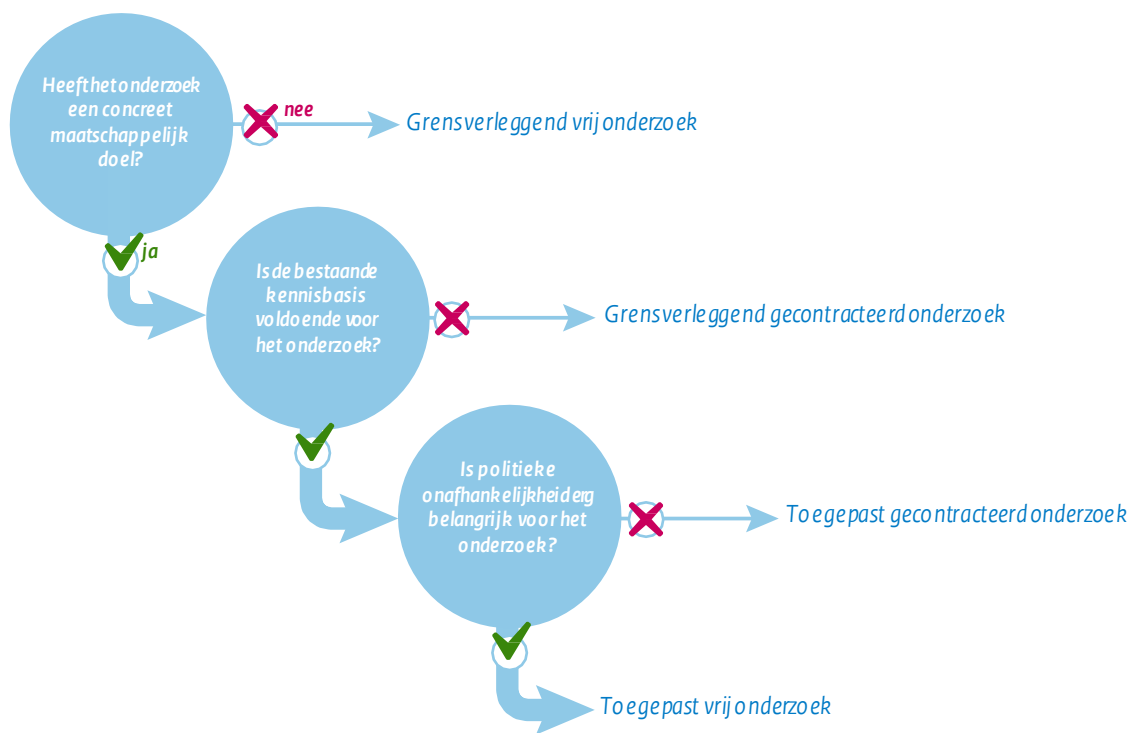 Heeft het onderzoek
een concreet
maatschappelijk
doel?
nee
Grensverleggend vrij onderzoek
ja
Is de bestaande
kennisbasis
voldoende voor
het onderzoek?
Grensverleggend gecontracteerd onderzoek
Is politieke
onafhankelijkheid erg
belangrijk voor het
onderzoek?
Toegepast gecontracteerd onderzoek
Toegepast vrij onderzoek